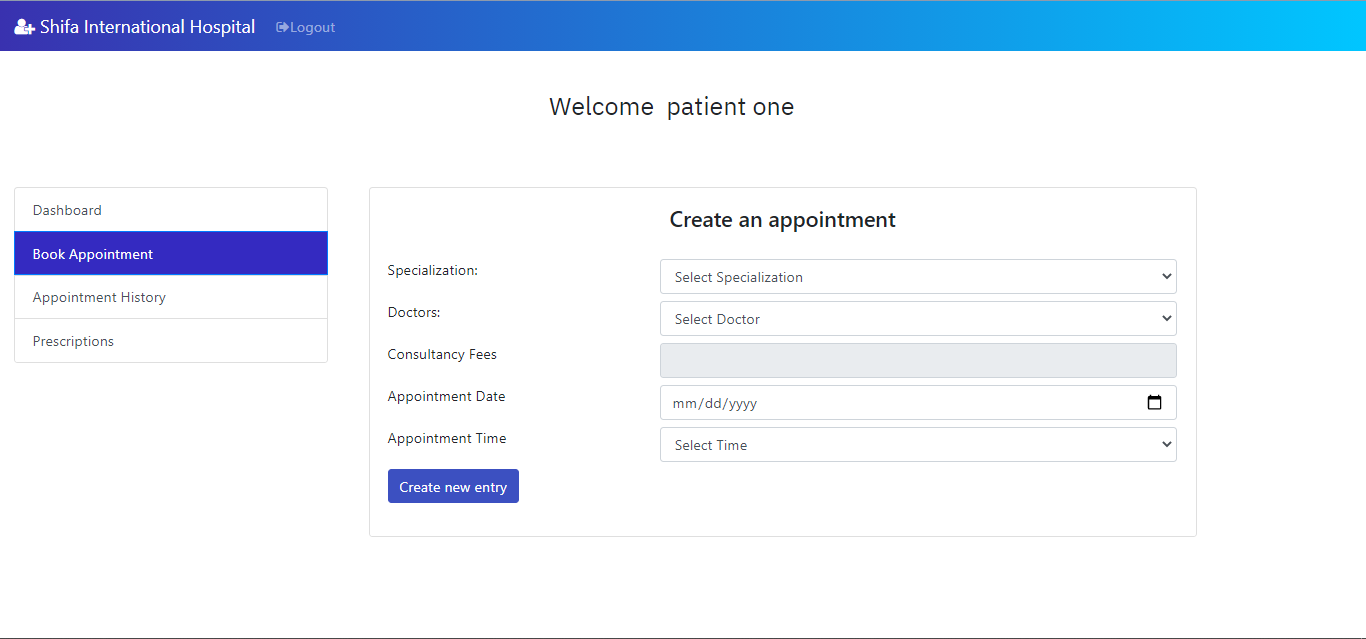 Shifa International Hospital Logout
Welcome patient one
Dashboard
Book Appointment
Appointment History
Prescriptions
Create an appointment
Specialization: Select Specialization
Doctors: Select Doctor
Consultancy Fees
Appointment Date mm/dd/yyyy
Appointment Time Select Time
Create new entry